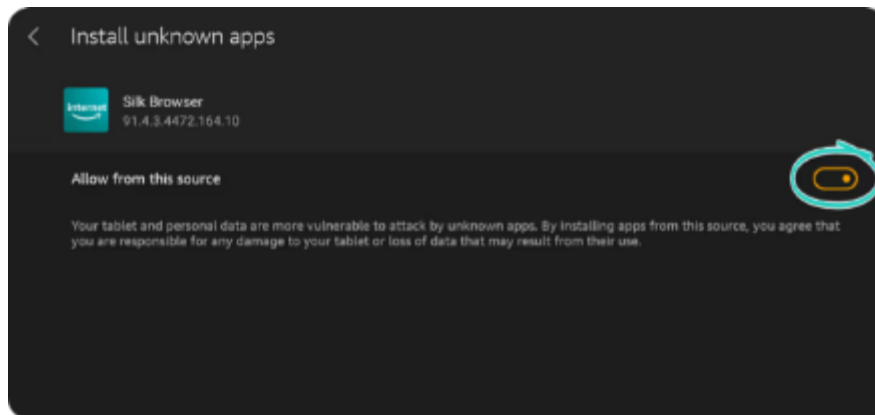 Install unknown apps
internet
Silk Browser
91.4.3.4472.164.10
Allow from this source
Your tablet and personal data are more vulnerable to attack by unknown apps. By installing apps from this source, you agree that
you are responsible for any damage to your tablet or loss of data that may result from their use.